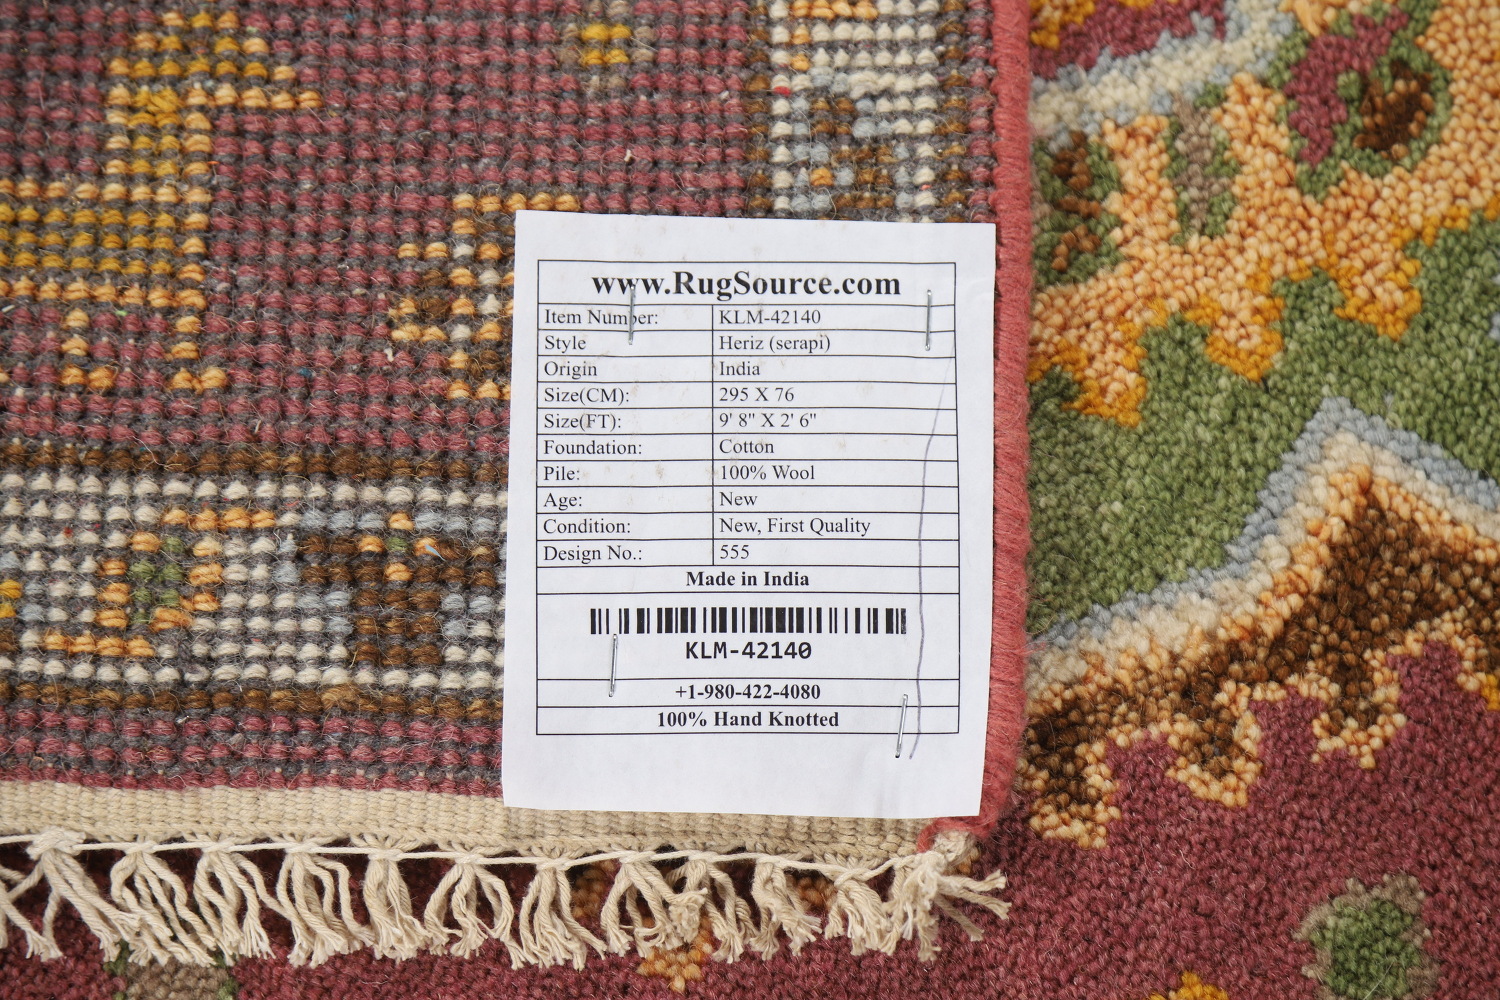 www.RugSource.com
Item Number: KLM-42140
Style Heriz (serapi)
Origin India
Size(CM): 295 X 76
Size(FT): 9' 8" X 2' 6"
Foundation: Cotton
Pile: 100% Wool
Age: New
Condition: New, First Quality
Design No.: 555
Made in India
KLM-42140
+1-980-422-4080
100% Hand Knotted